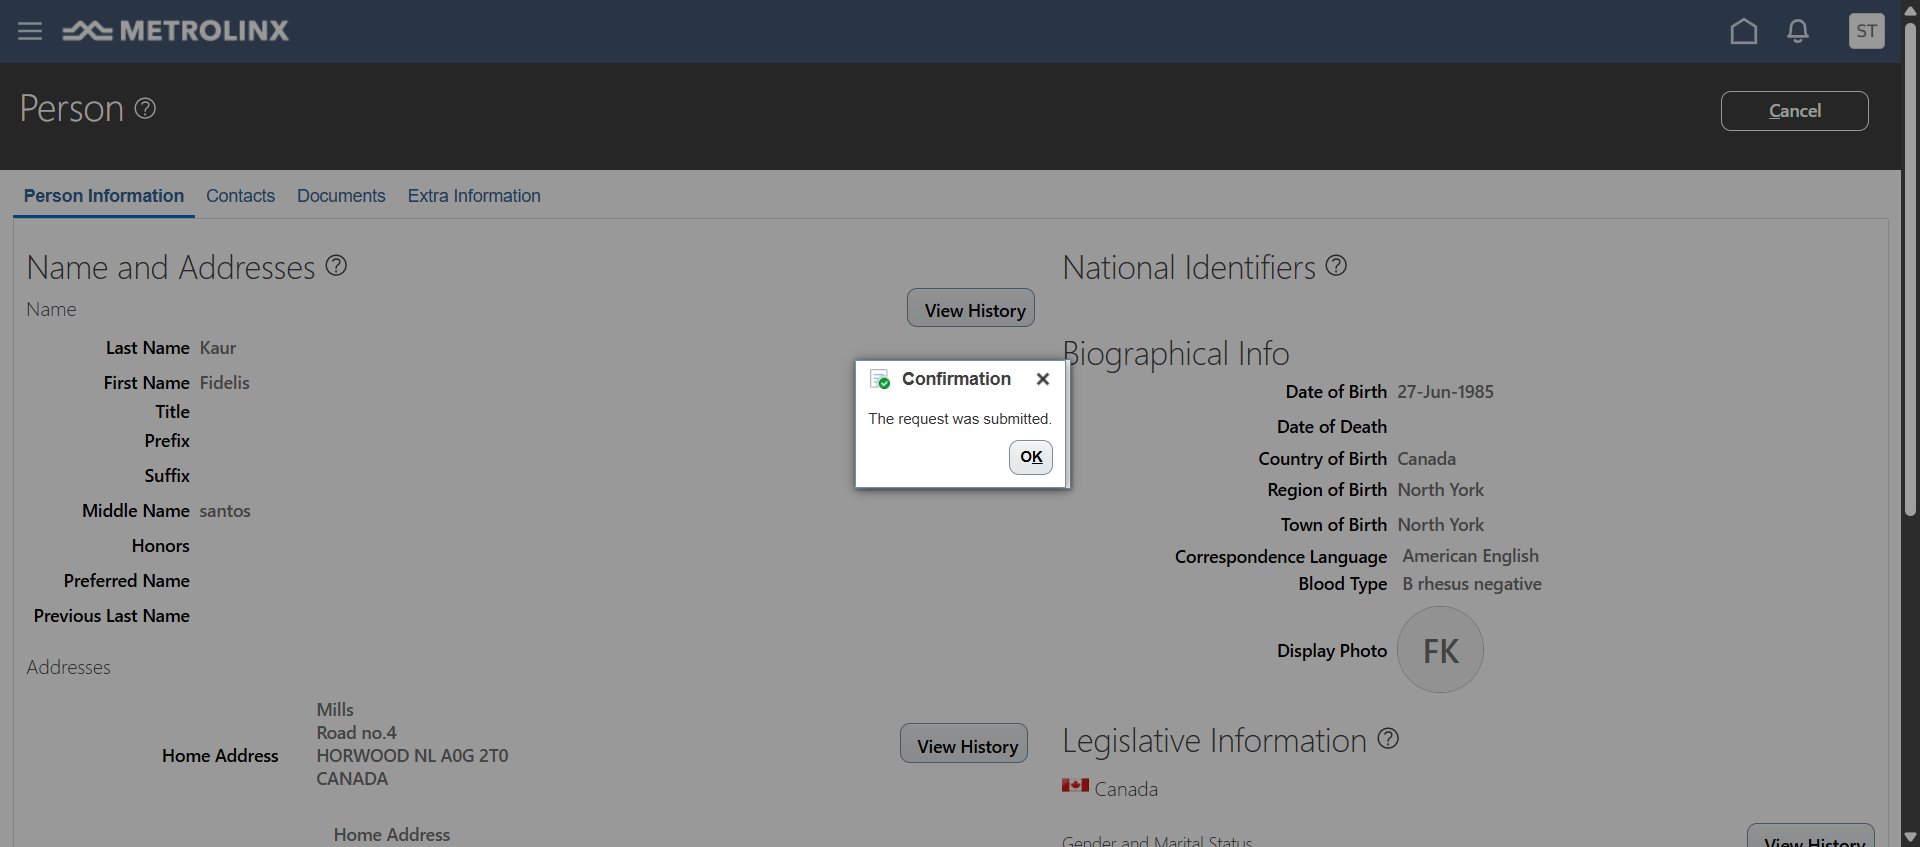 METROLINX
ST
Person
Cancel
Person Information
Contacts
Documents
Extra Information
Name and Addresses
Name
View History
Last Name Kaur
First Name Fidelis
Title
Prefix
Suffix
Middle Name santos
Honors
Preferred Name
Previous Last Name
Addresses
Home Address
Mills
Road no.4
HORWOOD NL A0G 2T0
CANADA
View History
Home Address
Confirmation
The request was submitted.
OK
National Identifiers
Biographical Info
Date of Birth 27-Jun-1985
Date of Death
Country of Birth Canada
Region of Birth North York
Town of Birth North York
Correspondence Language American English
Blood Type B rhesus negative
Display Photo FK
Legislative Information
Canada
Gender and Marital Status
View History